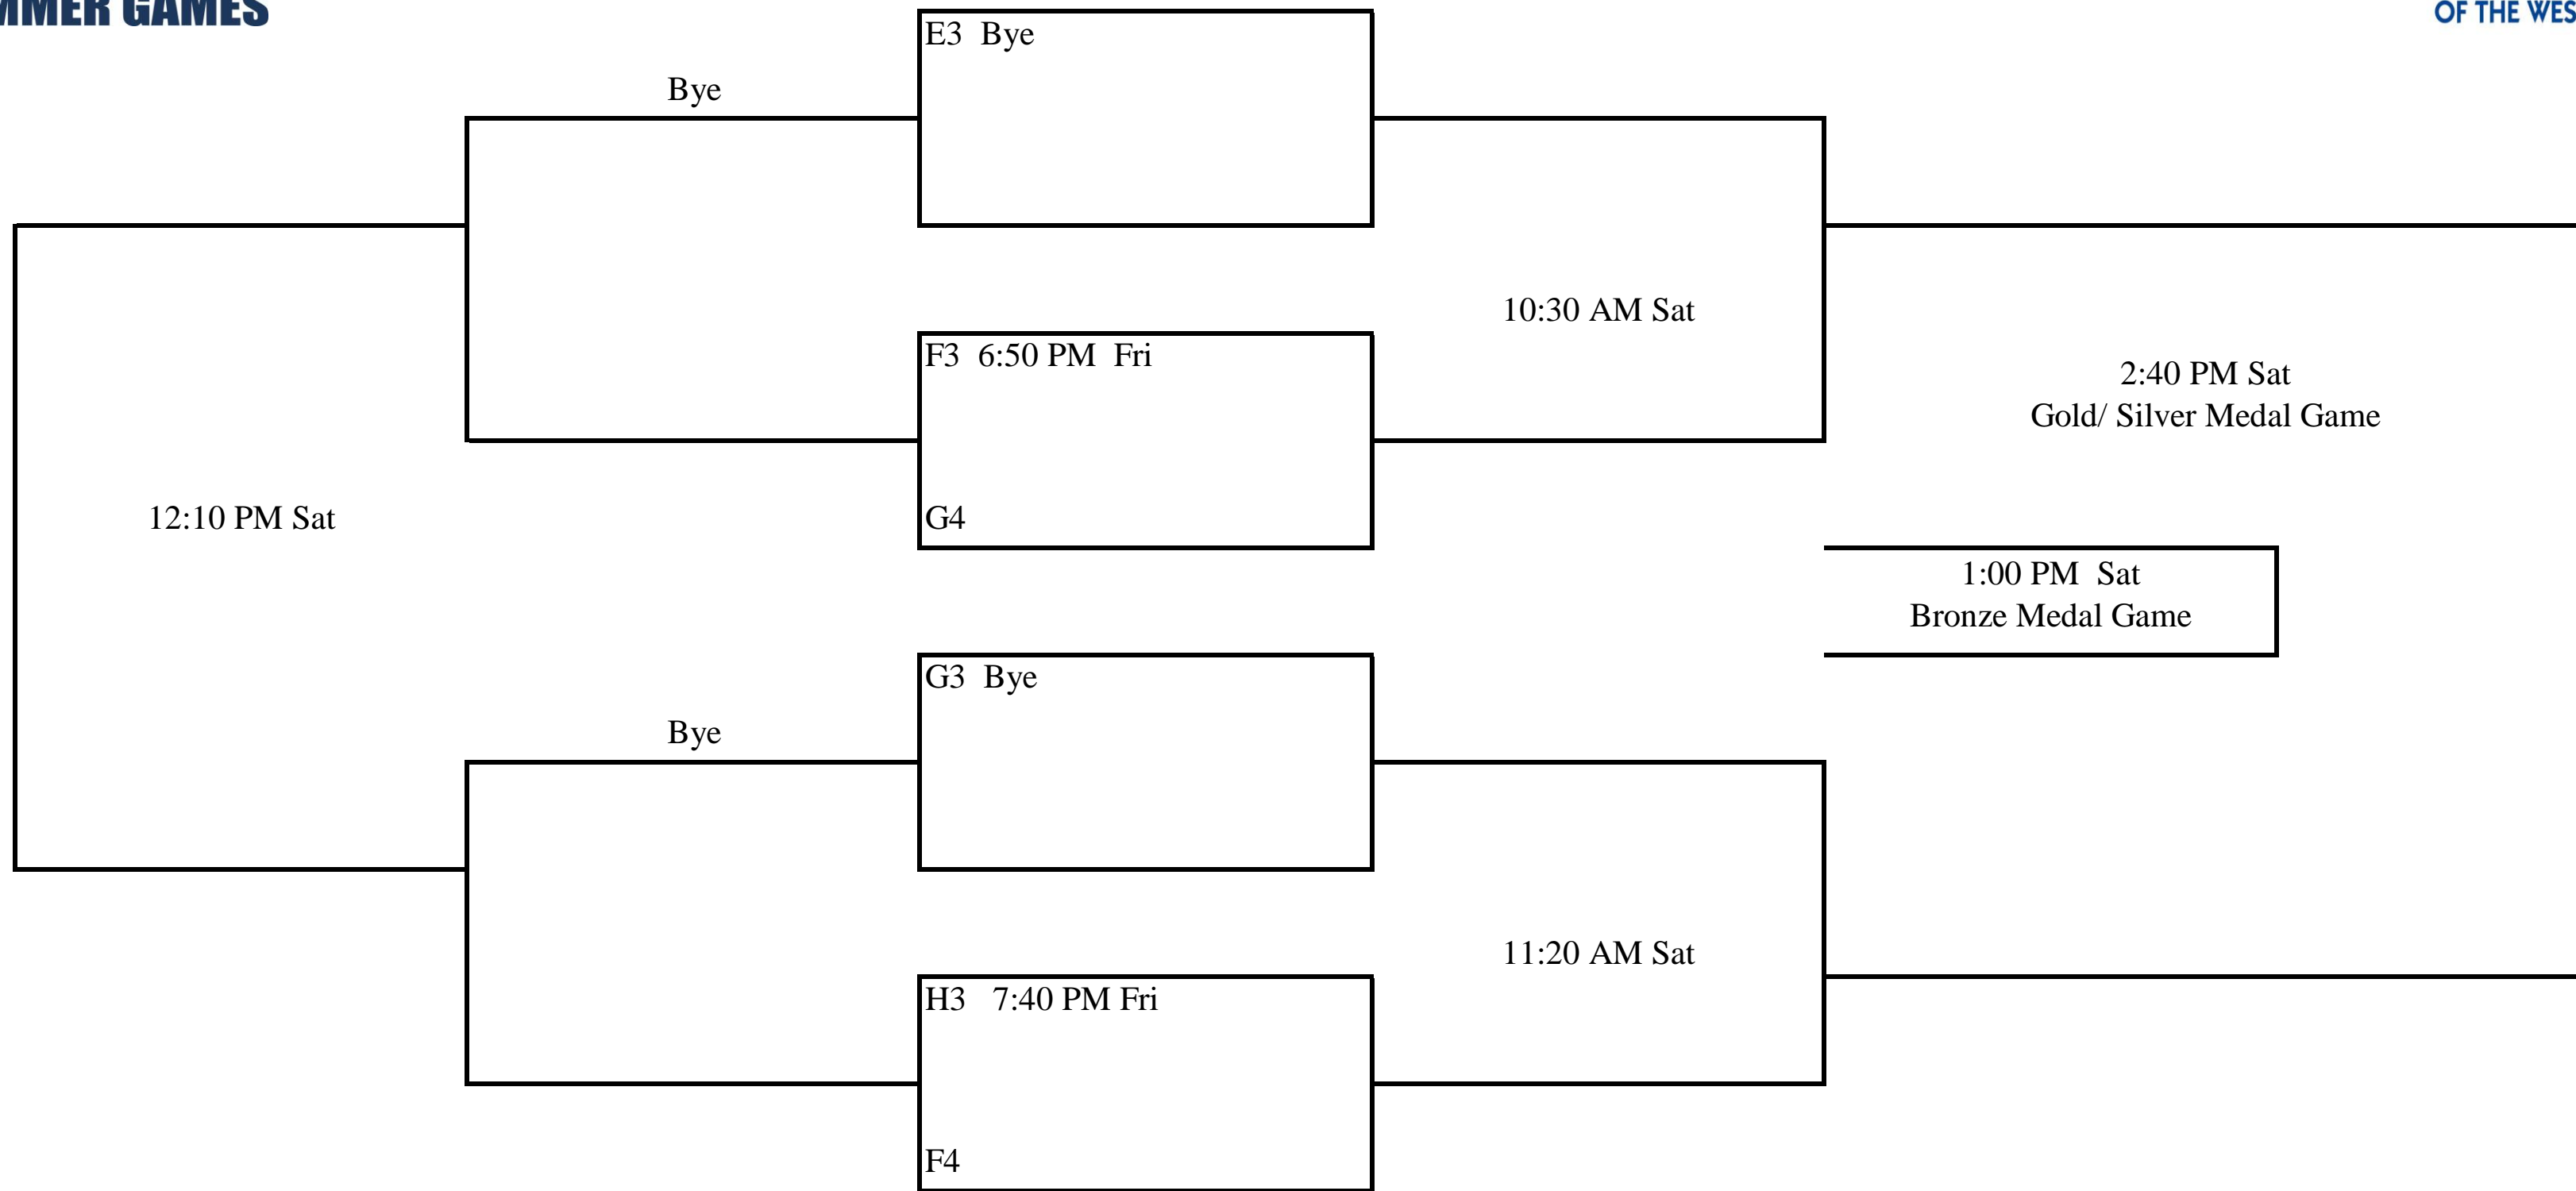 GAMES
OF THE
E3 Bye
Bye
10:30 AM Sat
F3 6:50 PM Fri
2:40 PM Sat
Gold/ Silver Medal Game
12:10 PM Sat
G4
1:00 PM Sat
Bronze Medal Game
G3 Bye
Bye
11:20 AM Sat
H3 7:40 PM Fri
F4